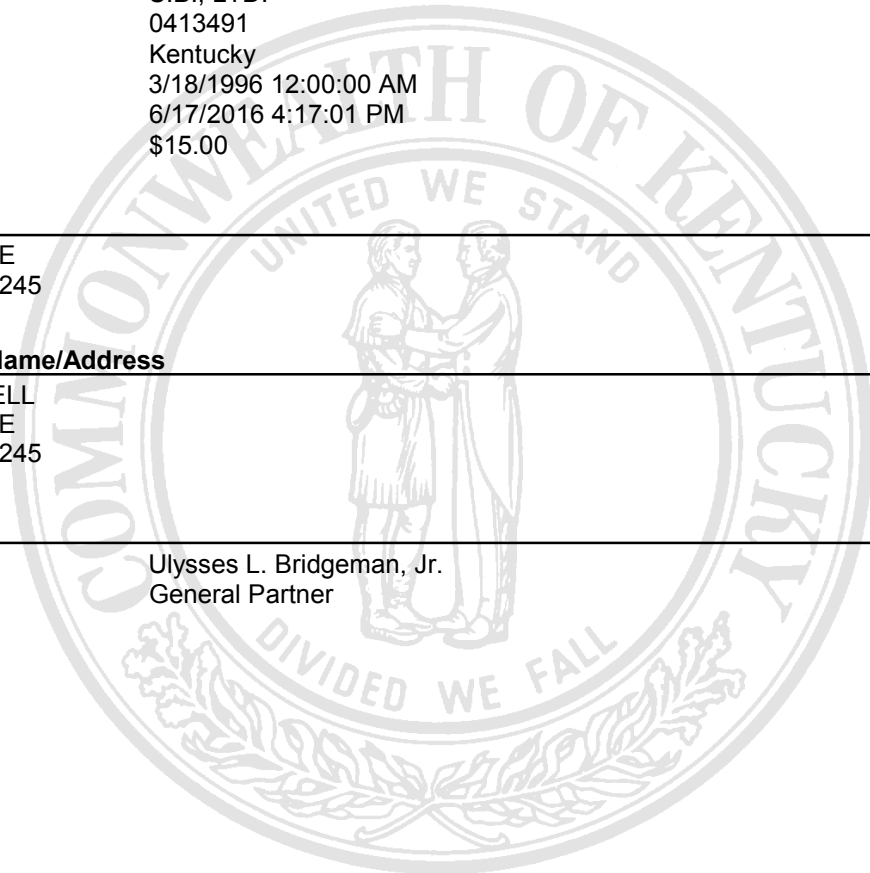 0413491
Kentucky
3/18/1996 12:00:00 AM
6/17/2016 4:17:01 PM
$15.00
E
245
Name/Address
ELL
E
245
Ulysses L. Bridgeman, Jr.
General Partner
COMMONWEALTH OF KENTUCKY
UNITED WE STAND
DIVIDED WE FALL